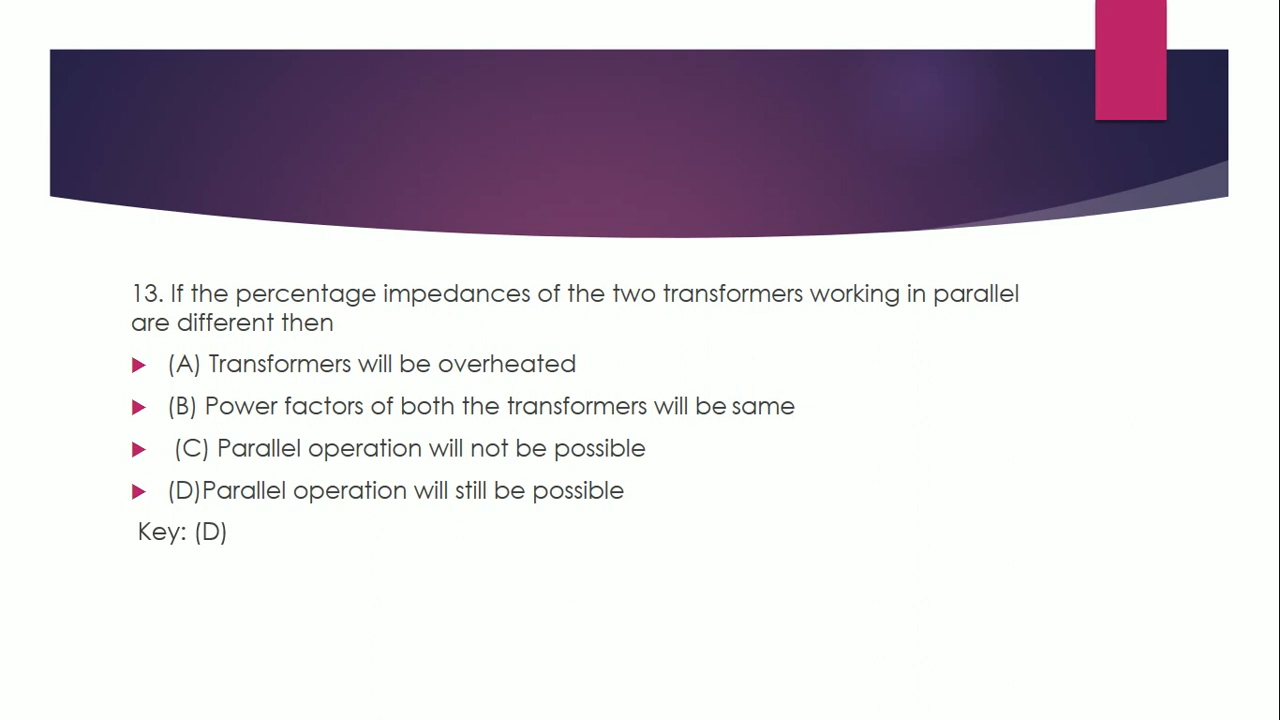 13. If the percentage impedances of the two transformers working in parallel
are different then
(A) Transformers will be overheated
(B) Power factors of both the transformers will be same
(C) Parallel operation will not be possible
(D)Parallel operation will still be possible
Key: (D)